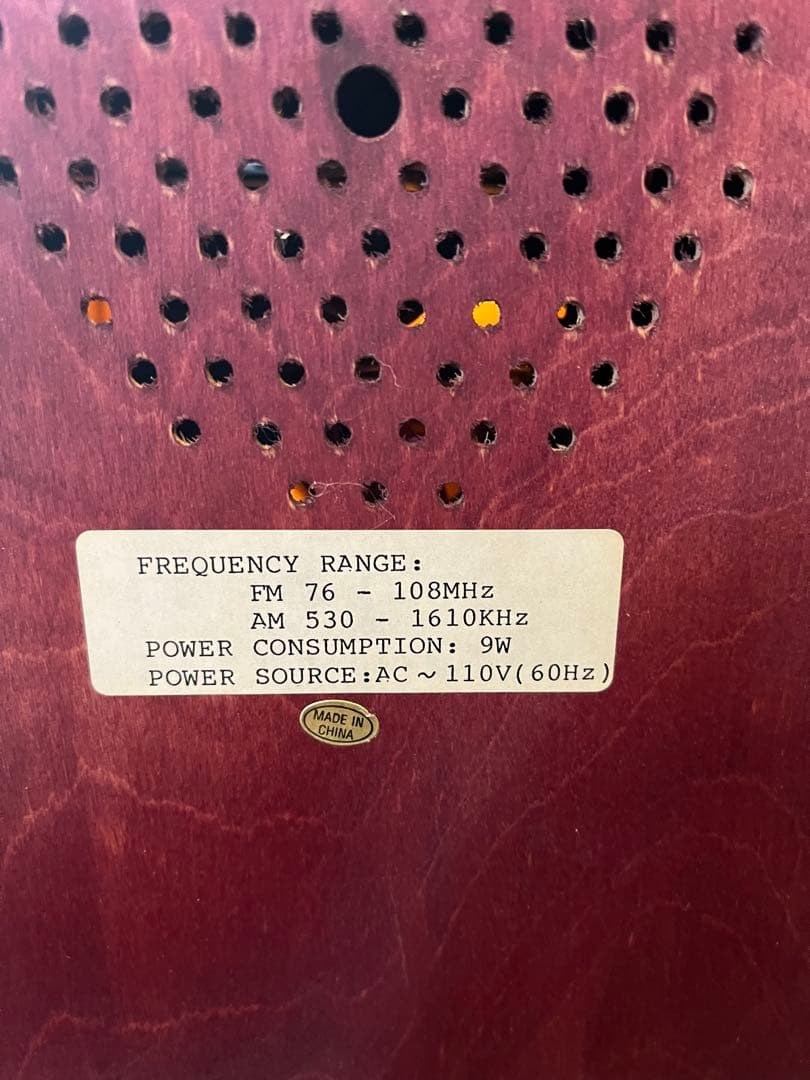 FREQUENCY RANGE:
FM 76 - 108MHz
AM 530 - 1610KHz
POWER CONSUMPTION: 9W
POWER SOURCE:AC ~ 110V(60Hz)
MADE IN
CHINA